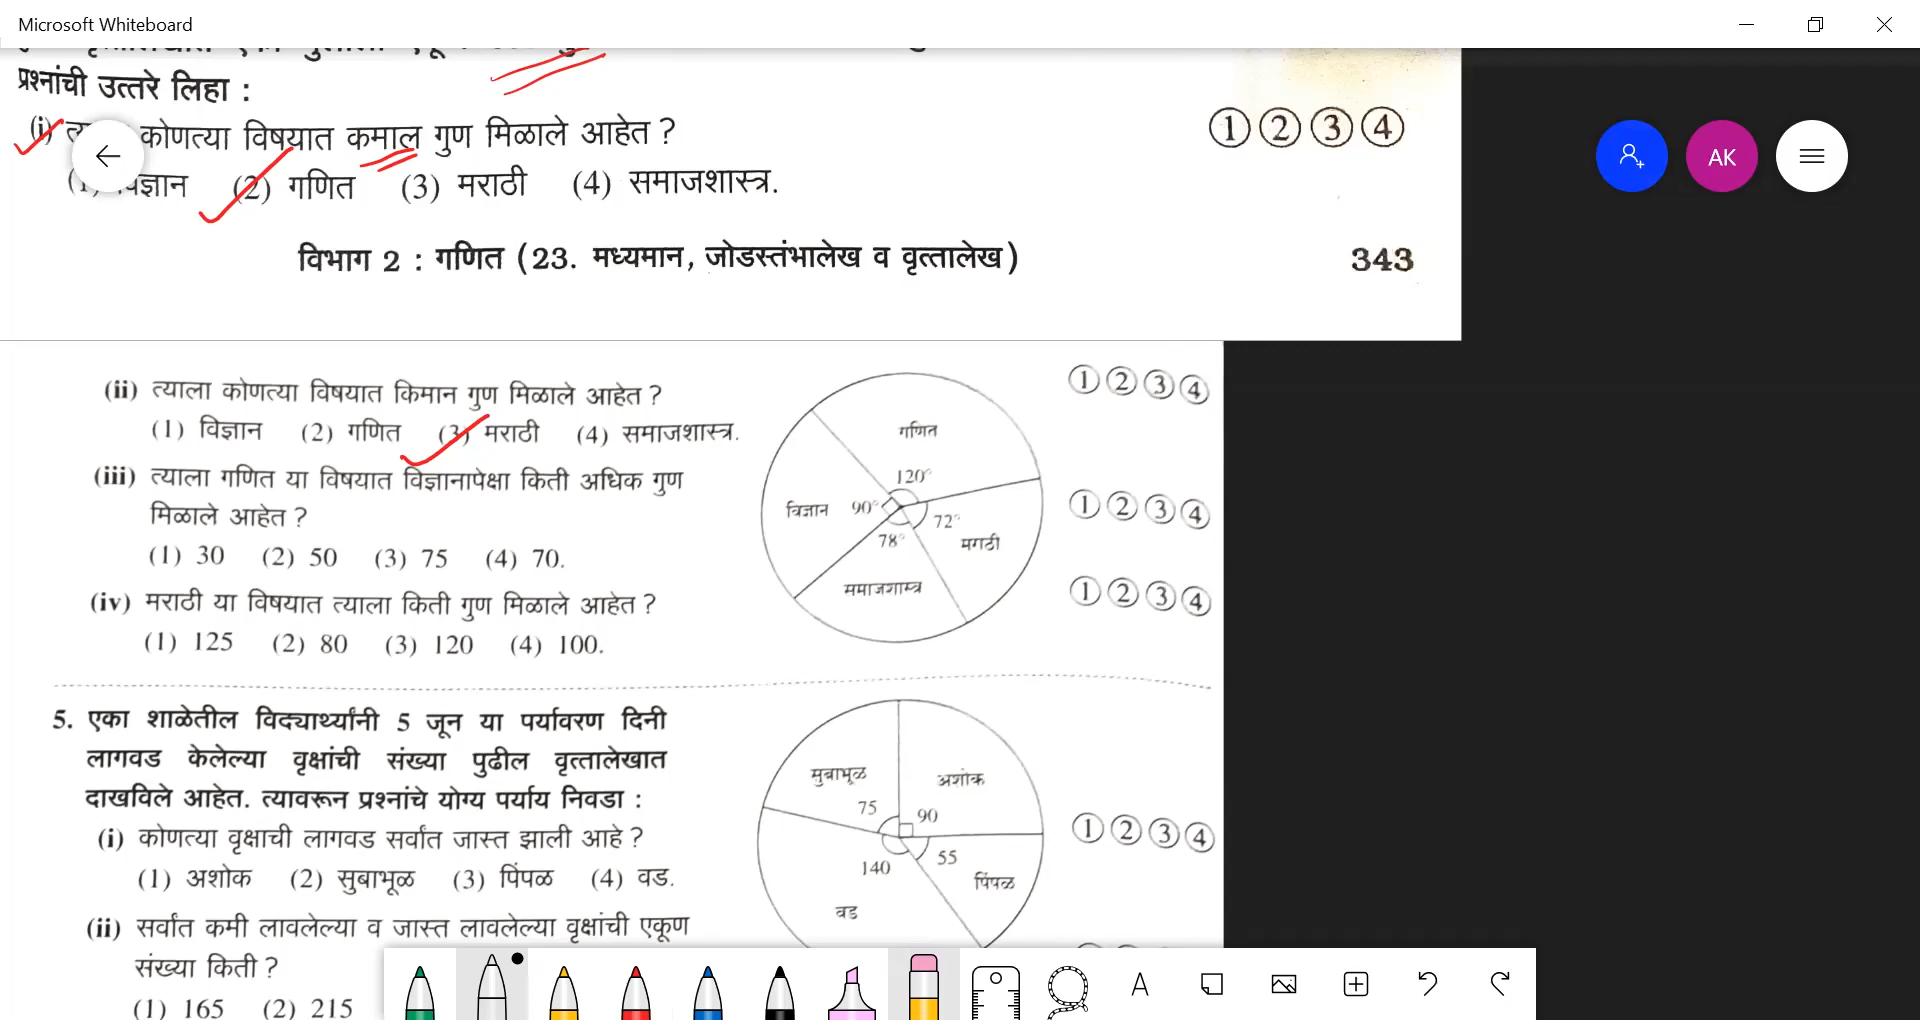 Microsoft Whiteboard
प्रश्नांची उत्तरे लिहा :
(i) कोणत्या विषयात कमाल गुण मिळाले आहेत ? ① ② ③ ④
(2) गणित (3) मराठी (4) समाजशास्त्र.
AK
विभाग 2 : गणित (23. मध्यमान, जोडस्तंभालेख व वृत्तालेख) 343
(ii) त्याला कोणत्या विषयात किमान गुण मिळाले आहेत ? ① ② ③ ④
(1) विज्ञान (2) गणित (3) मराठी (4) समाजशास्त्र.
(iii) त्याला गणित या विषयात विज्ञानापेक्षा किती अधिक गुण
मिळाले आहेत ? ① ② ③ ④
(1) 30 (2) 50 (3) 75 (4) 70.
(iv) मराठी या विषयात त्याला किती गुण मिळाले आहेत ? ① ② ③ ④
(1) 125 (2) 80 (3) 120 (4) 100.
गणित
120°
विज्ञान 90°
72°
78°
मराठी
समाजशास्त्र
5. एका शाळेतील विद्यार्थ्यांनी 5 जून या पर्यावरण दिनी
लागवड केलेल्या वृक्षांची संख्या पुढील वृत्तालेखात
दाखविले आहेत. त्यावरून प्रश्नांचे योग्य पर्याय निवडा :
(i) कोणत्या वृक्षाची लागवड सर्वांत जास्त झाली आहे ? ① ② ③ ④
(1) अशोक (2) सुबाभूळ (3) पिंपळ (4) वड.
(ii) सर्वांत कमी लावलेल्या व जास्त लावलेल्या वृक्षांची एकूण
संख्या किती ?
(1) 165 (2) 215
सुबाभूळ
अशोक
75
90
140
55
पिंपळ
वड